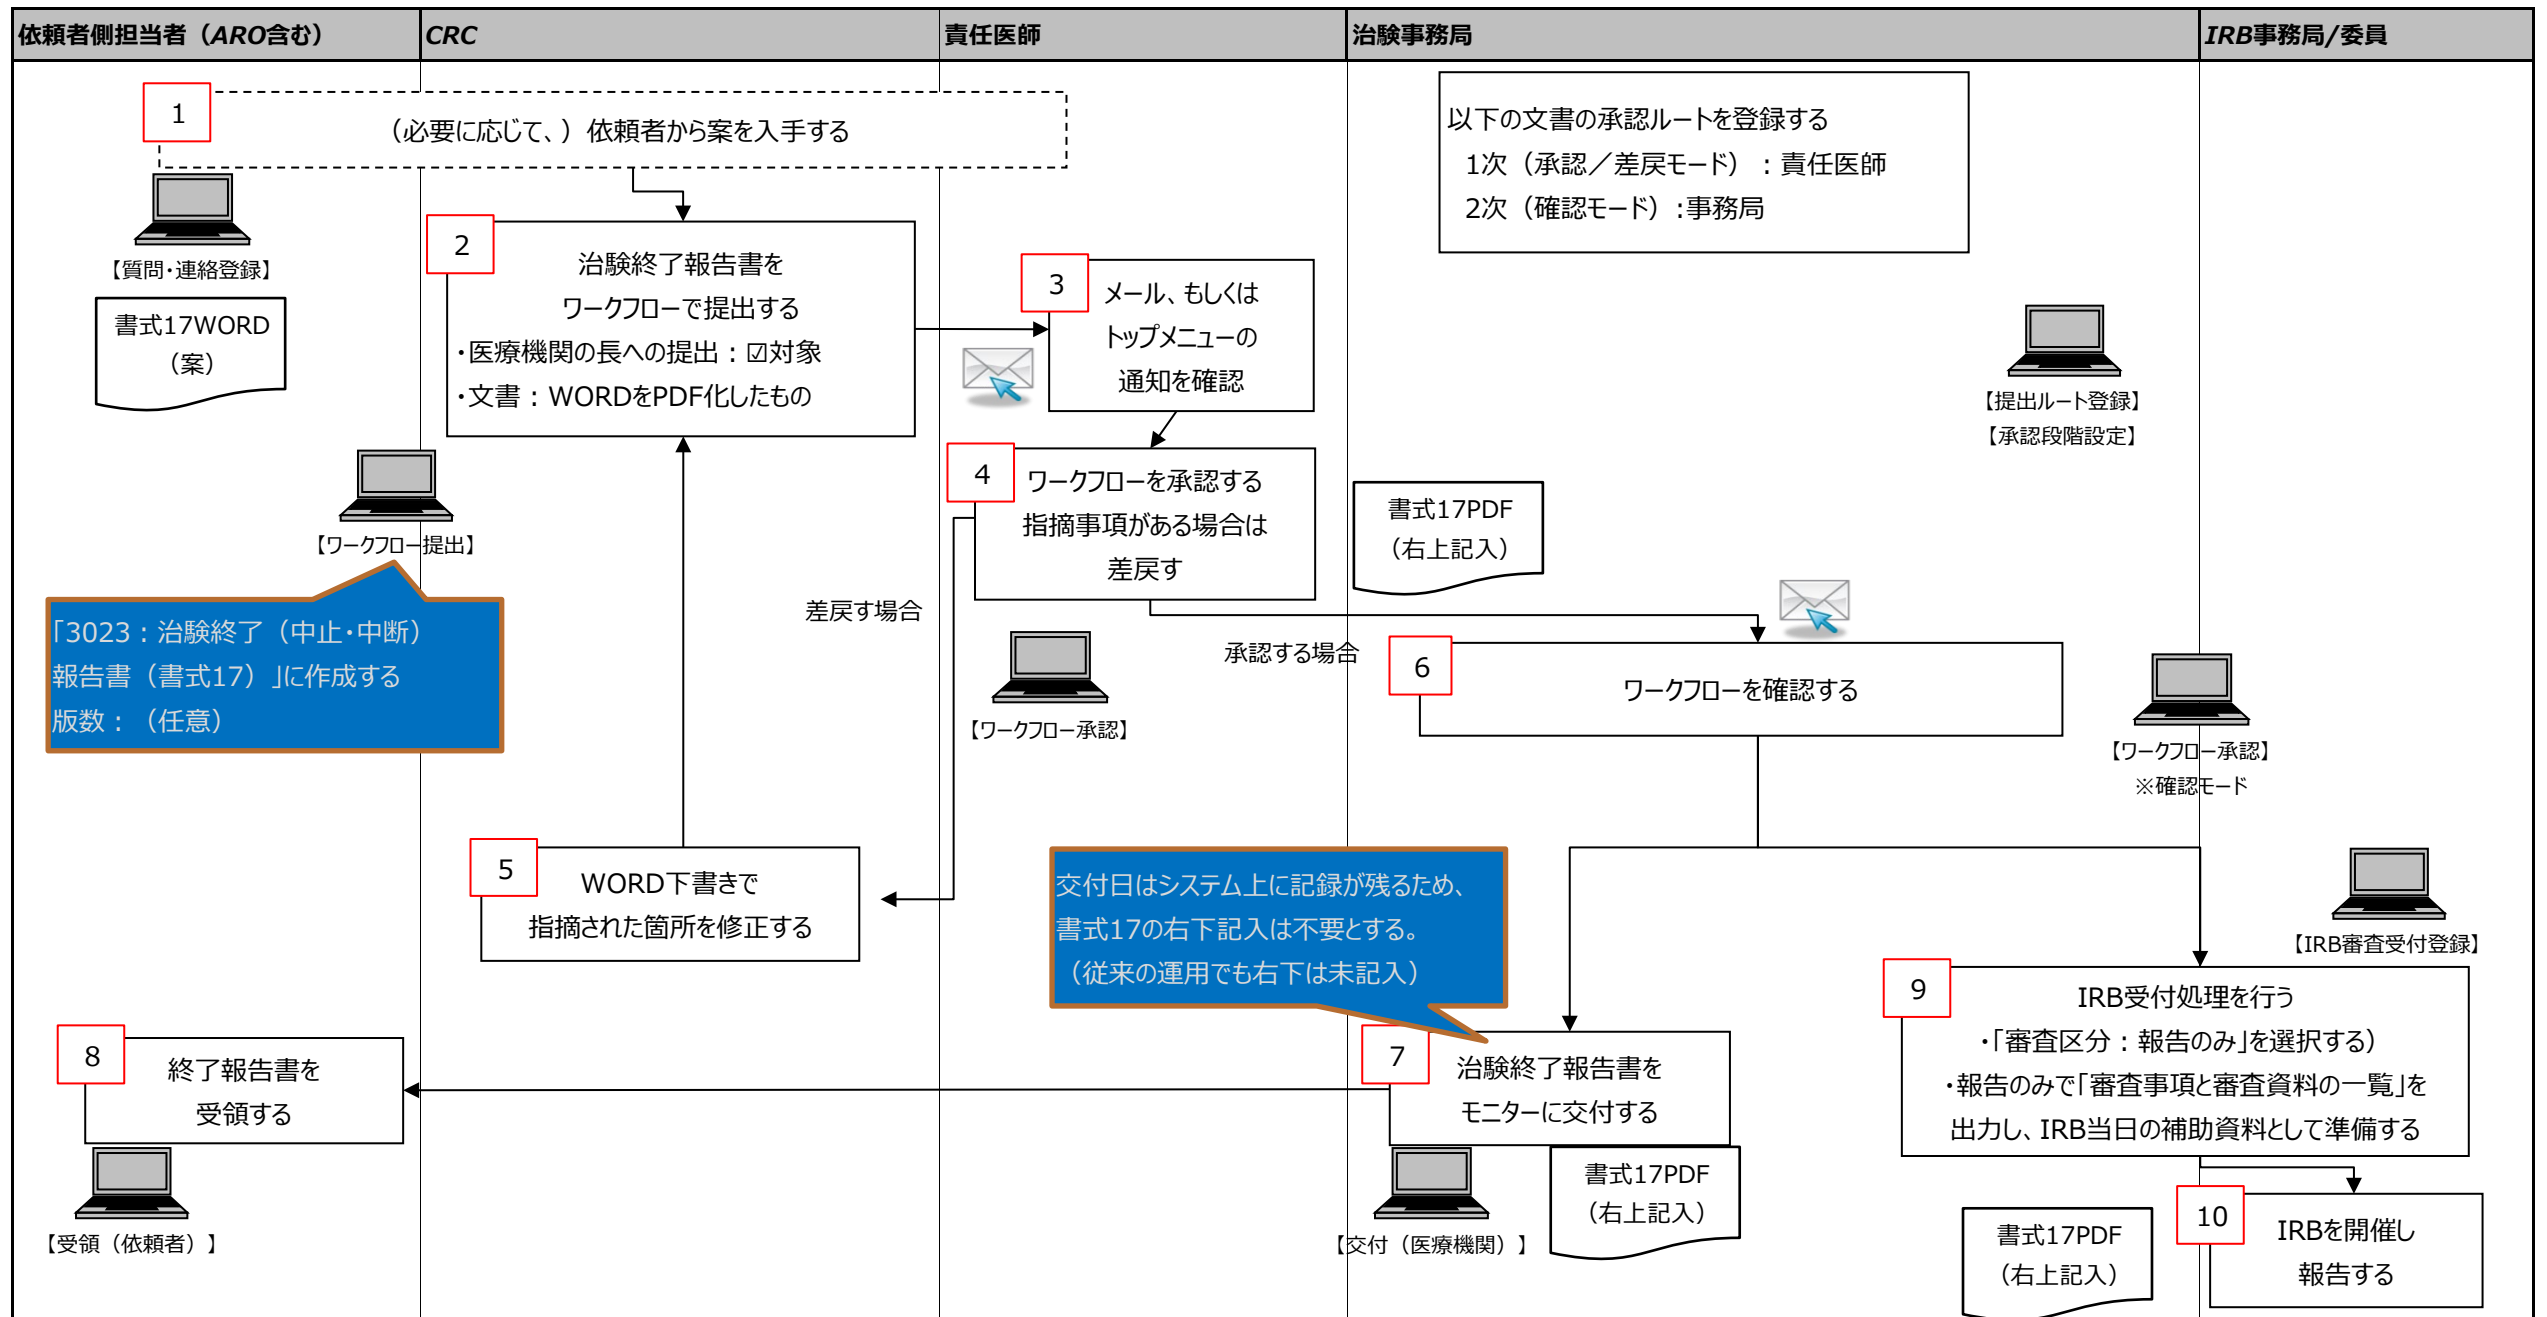 依頼者側担当者（ARO含む）
CRC
責任医師
治験事務局
IRB事務局/委員
1
（必要に応じて、）依頼者から案を入手する
以下の文書の承認ルートを登録する
1次（承認／差戻モード）：責任医師
2次（確認モード）:事務局
【質問・連絡登録】
書式17WORD
（案）
2
治験終了報告書を
ワークフローで提出する
・医療機関の長への提出：☑対象
・文書：WORDをPDF化したもの
3
メール、もしくは
トップメニューの
通知を確認
【提出ルート登録】
【承認段階設定】
【ワークフロー提出】
4
ワークフローを承認する
指摘事項がある場合は
差戻す
書式17PDF
（右上記入）
「3023：治験終了（中止・中断）
報告書（書式17）」に作成する
版数：（任意）
差戻す場合
承認する場合
【ワークフロー承認】
6
ワークフローを確認する
【ワークフロー承認】
※確認モード
5
WORD下書きで
指摘された箇所を修正する
交付日はシステム上に記録が残るため、
書式17の右下記入は不要とする。
（従来の運用でも右下は未記入）
【IRB審査受付登録】
9
IRB受付処理を行う
・「審査区分：報告のみ」を選択する）
・報告のみで「審査事項と審査資料の一覧」を
出力し、IRB当日の補助資料として準備する
8
終了報告書を
受領する
【受領（依頼者）】
7
治験終了報告書を
モニターに交付する
【交付（医療機関）】
書式17PDF
（右上記入）
書式17PDF
（右上記入）
10
IRBを開催し
報告する